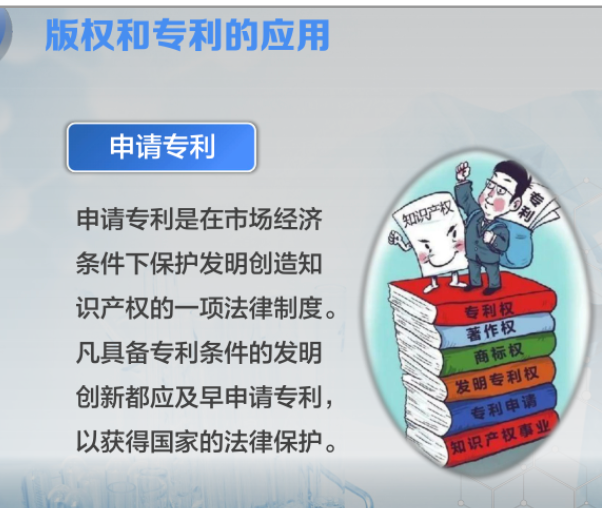 版权和专利的应用
申请专利
申请专利是在市场经济
条件下保护发明创造知
识产权的一项法律制度。
凡具备专利条件的发明
创新都应及早申请专利，
以获得国家的法律保护。
知识产权
专利
专利权
著作权
商标权
发明专利权
专利申请
知识产权事业